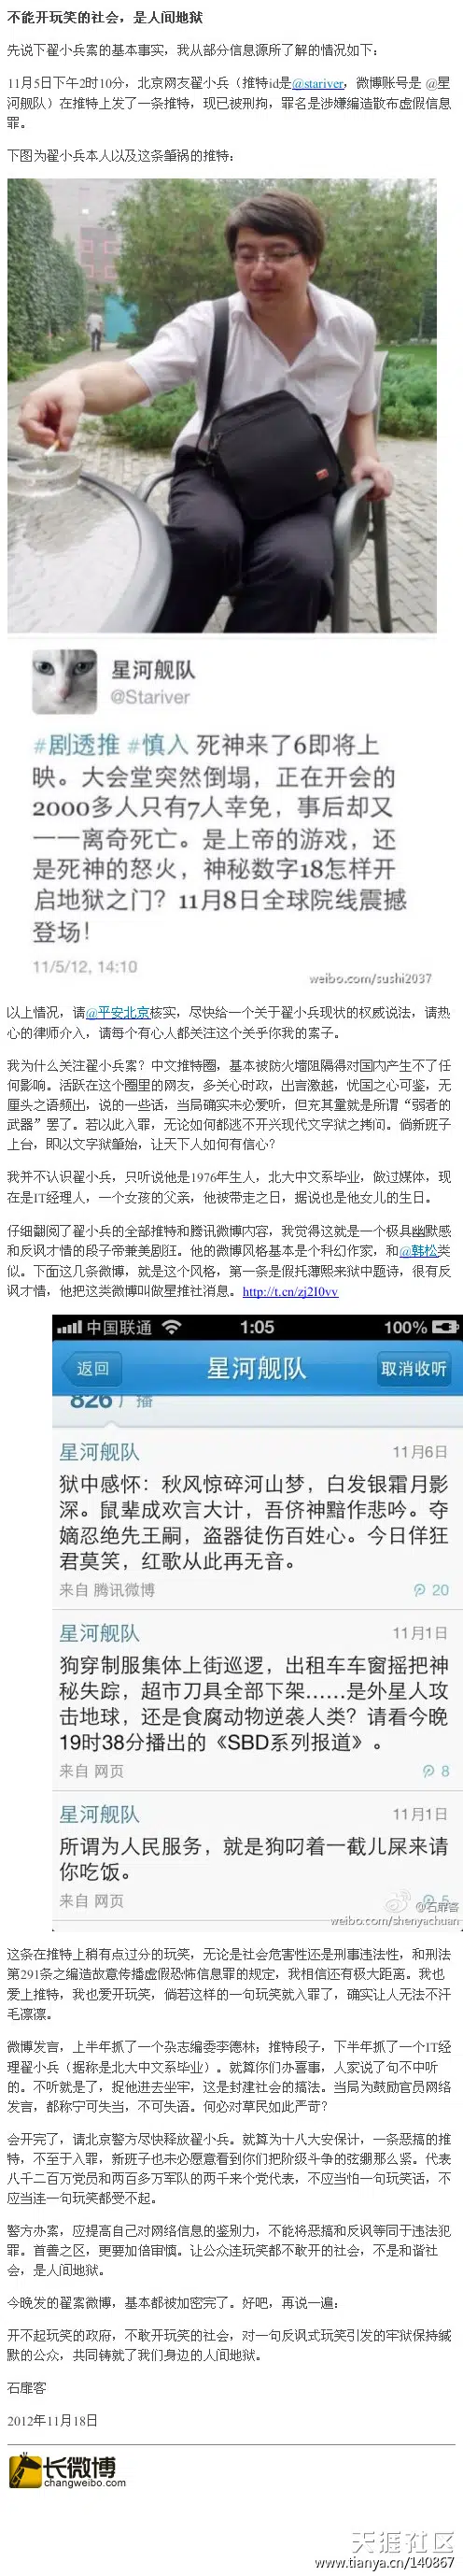 不能开玩笑的社会，是人间地狱
先说下翟小兵案的基本事实，我从部分信息源所了解的情况如下：
11月5日下午2时10分，北京网友翟小兵（推特id是@stariver，微博账号是 @星
河舰队）在推特上发了一条推特，现已被刑拘，罪名是涉嫌编造散布虚假信息
罪。
下图为翟小兵本人以及这条肇祸的推特：
星河舰队
@Stariver
#剧透推 #慎入 死神来了6即将上
映。大会堂突然倒塌，正在开会的
2000多人只有7人幸免，事后却又
一一离奇死亡。是上帝的游戏，还
是死神的怒火，神秘数字18怎样开
启地狱之门？11月8日全球院线震撼
登场！
11/5/12, 14:10
weibo.com/sushi2037
以上情况，请@平安北京核实，尽快给一个关于翟小兵现状的权威说法，请热
心的律师介入，请每个有心人都关注这个关乎你我的案子。
我为什么关注翟小兵案？中文推特圈，基本被防火墙阻隔得对国内产生不了任
何影响。活跃在这个圈里的网友，多关心时政，出言激越，忧国之心可鉴，无
厘头之语频出，说的一些话，当局确实未必爱听，但充其量就是所谓“弱者的
武器”罢了。若以此入罪，无论如何都逃不开兴现代文字狱之拷问。倘新班子
上台，即以文字狱肇始，让天下人如何有信心？
我并不认识翟小兵，只听说他是1976年生人，北大中文系毕业，做过媒体，现
在是IT经理人，一个女孩的父亲，他被带走之日，据说也是他女儿的生日。
仔细翻阅了翟小兵的全部推特和腾讯微博内容，我觉得这就是一个极具幽默感
和反讽才情的段子帝兼美剧狂。他的微博风格基本是个科幻作家，和@韩松类
似。下面这几条微博，就是这个风格，第一条是假托薄熙来狱中题诗，很有反
讽才情，他把这类微博叫做星推社消息。http://t.cn/zj2I0vv
中国联通 1:05 100%
返回 星河舰队 取消收听
826 广播
星河舰队 11月6日
狱中感怀：秋风惊碎河山梦，白发银霜月影
深。鼠辈成欢言大计，吾侪神黯作悲吟。夺
嫡忍绝先王嗣，盗器徒伤百姓心。今日佯狂
君莫笑，红歌从此再无音。
来自 腾讯微博 20
星河舰队 11月1日
狗穿制服集体上街巡逻，出租车车窗摇把神
秘失踪，超市刀具全部下架……是外星人攻
击地球，还是食腐动物逆袭人类？请看今晚
19时38分播出的《SBD系列报道》。
来自 网页 8
星河舰队 11月1日
所谓为人民服务，就是狗叼着一截儿屎来请
你吃饭。
来自 网页 5
@石扉客
weibo.com/shenyachuan
这条在推特上稍有点过分的玩笑，无论是社会危害性还是刑事违法性，和刑法
第291条之编造故意传播虚假恐怖信息罪的规定，我相信还有极大距离。我也
爱上推特，我也爱开玩笑，倘若这样的一句玩笑就入罪了，确实让人无法不汗
毛凛凛。
微博发言，上半年抓了一个杂志编委李德林；推特段子，下半年抓了一个IT经
理翟小兵（据称是北大中文系毕业）。就算你们办喜事，人家说了句不中听
的。不听就是了，捉他进去坐牢，这是封建社会的搞法。当局为鼓励官员网络
发言，都称宁可失当，不可失语。何必对草民如此严苛？
会开完了，请北京警方尽快释放翟小兵。就算为十八大安保计，一条恶搞的推
特，不至于入罪，新班子也未必愿意看到你们把阶级斗争的弦绷那么紧。代表
八千二百万党员和两百多万军队的两千来个党代表，不应当怕一句玩笑话，不
应当连一句玩笑都受不起。
警方办案，应提高自己对网络信息的鉴别力，不能将恶搞和反讽等同于违法犯
罪。首善之区，更要加倍审慎。让公众连玩笑都不敢开的社会，不是和谐社
会，是人间地狱。
今晚发的翟案微博，基本都被加密完了。好吧，再说一遍：
开不起玩笑的政府，不敢开玩笑的社会，对一句反讽式玩笑引发的牢狱保持缄
默的公众，共同铸就了我们身边的人间地狱。
石扉客
2012年11月18日
长微博
changweibo.com
天涯社区
www.tianya.cn/140867